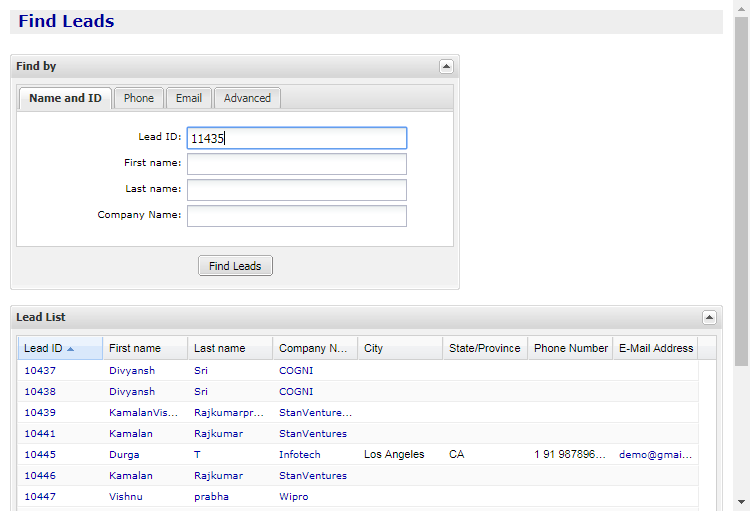 Find Leads
Find by
Name and ID Phone Email Advanced
Lead ID: 11435
First name:
Last name:
Company Name:
Find Leads
Lead List
Lead ID First name Last name Company N... City State/Province Phone Number E-Mail Address
10437 Divyansh Sri COGNI
10438 Divyansh Sri COGNI
10439 KamalanVis... Rajkumarpr... StanVenture...
10441 Kamalan Rajkumar StanVentures
10445 Durga T Infotech Los Angeles CA 1 91 987896... demo@gmai...
10446 Kamalan Rajkumar StanVentures
10447 Vishnu prabha Wipro